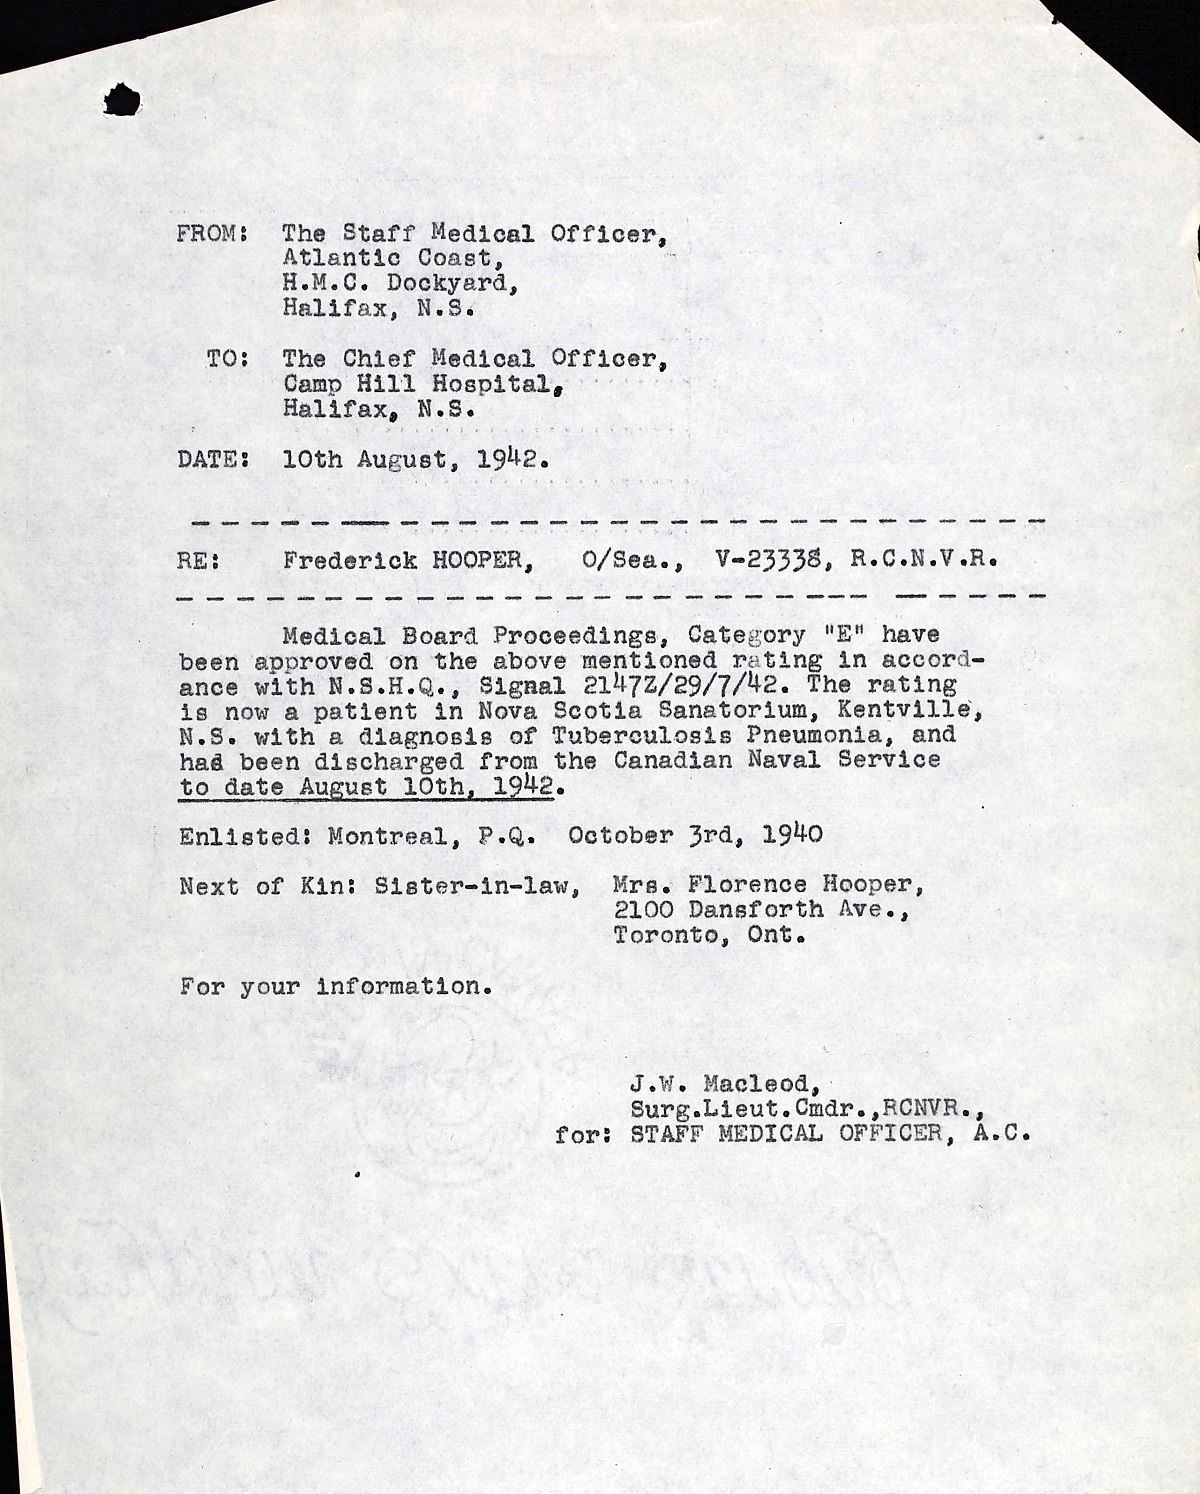 FROM: The Staff Medical Officer,
Atlantic Coast,
H.M.C. Dockyard,
Halifax, N.S.
TO: The Chief Medical Officer,
Camp Hill Hospital,
Halifax, N.S.
DATE: 10th August, 1942.
RE: Frederick HOOPER, O/Sea., V-23338, R.C.N.V.R.
Medical Board Proceedings, Category "E" have
been approved on the above mentioned rating in accord-
ance with N.S.H.Q., Signal 2147Z/29/7/42. The rating
is now a patient in Nova Scotia Sanatorium, Kentville,
N.S. with a diagnosis of Tuberculosis Pneumonia, and
had been discharged from the Canadian Naval Service
to date August 10th, 1942.
Enlisted: Montreal, P.Q. October 3rd, 1940
Next of Kin: Sister-in-law, Mrs. Florence Hooper,
2100 Dansforth Ave.,
Toronto, Ont.
For your information.
J.W. Macleod,
Surg.Lieut.Cmdr.,RCNVR.,
for: STAFF MEDICAL OFFICER, A.C.